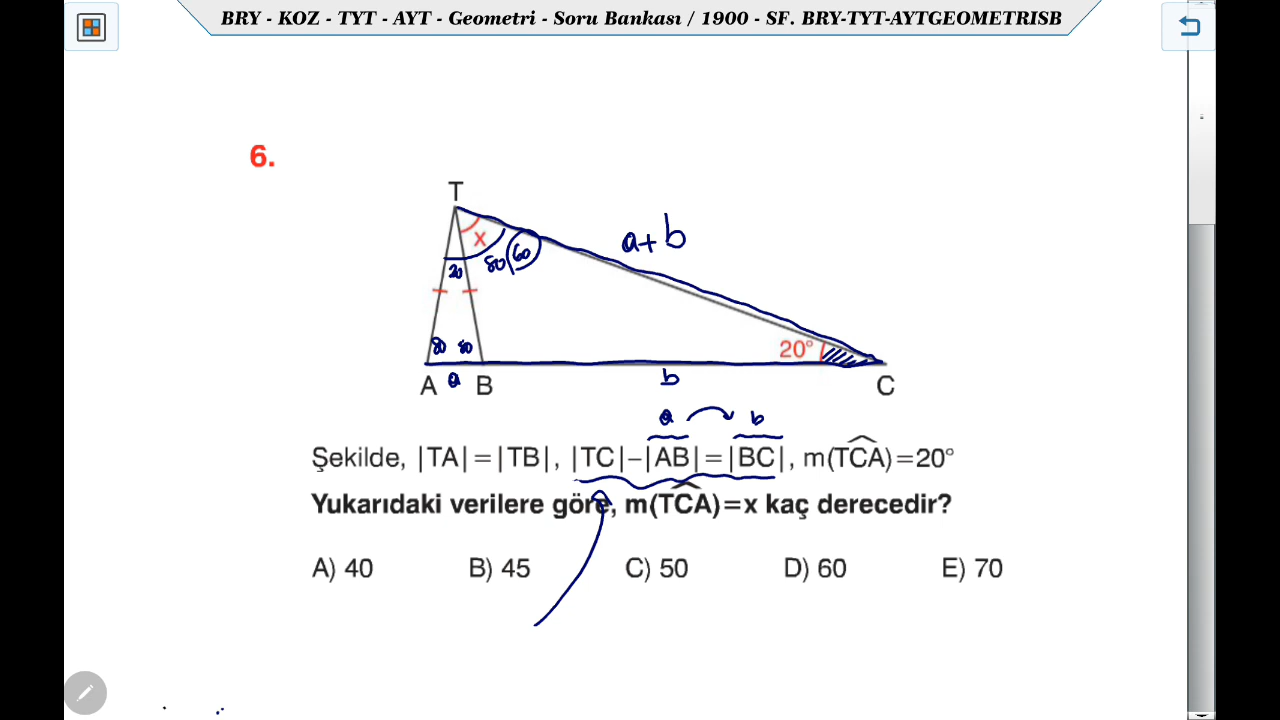 BRY - KOZ - TYT - AYT - Geometri - Soru Bankası / 1900 - SF. BRY-TYT-AYTGEOMETRISB
6.
T
a+b
x
20 80 60
80 80
20°
A a B b C
a b
Şekilde, |TA|=|TB|, |TC|-|AB|=|BC|, m(TCA)=20°
Yukarıdaki verilere göre, m(TCA)=x kaç derecedir?
A) 40 B) 45 C) 50 D) 60 E) 70